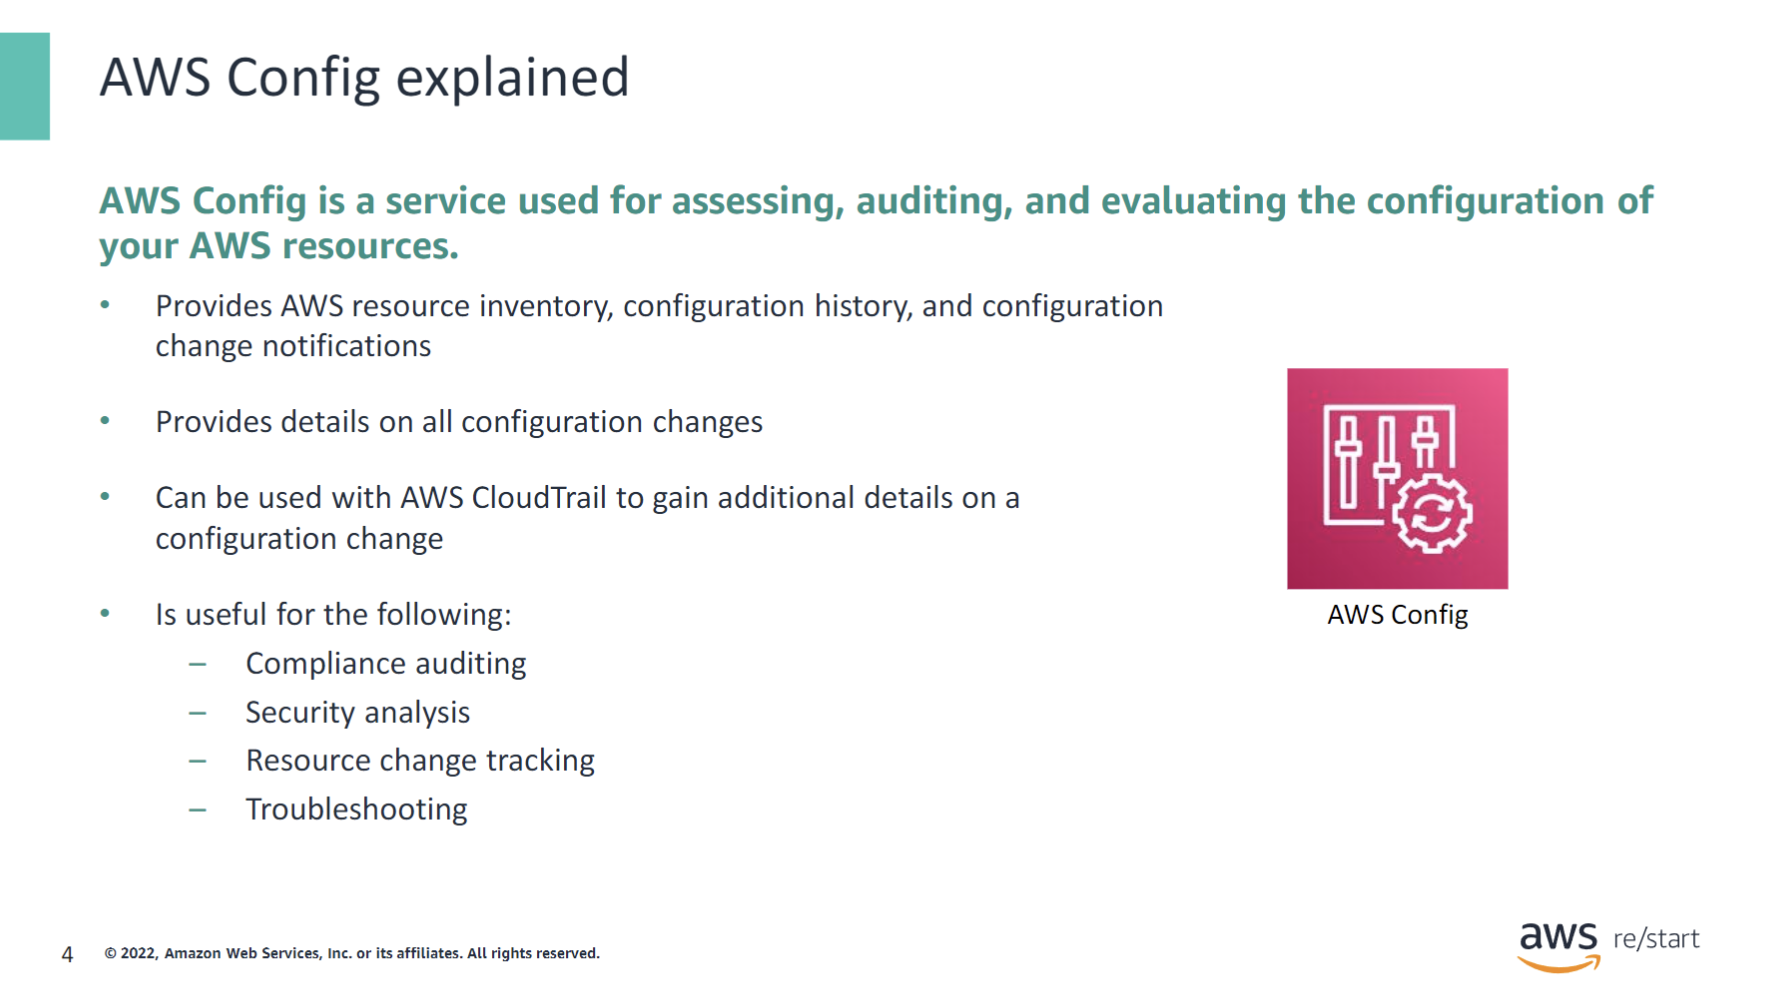 AWS Config explained
AWS Config is a service used for assessing, auditing, and evaluating the configuration of
your AWS resources.
• Provides AWS resource inventory, configuration history, and configuration
change notifications
• Provides details on all configuration changes
• Can be used with AWS CloudTrail to gain additional details on a
configuration change
• Is useful for the following:
– Compliance auditing
– Security analysis
– Resource change tracking
– Troubleshooting
AWS Config
4 © 2022, Amazon Web Services, Inc. or its affiliates. All rights reserved.
aws re/start